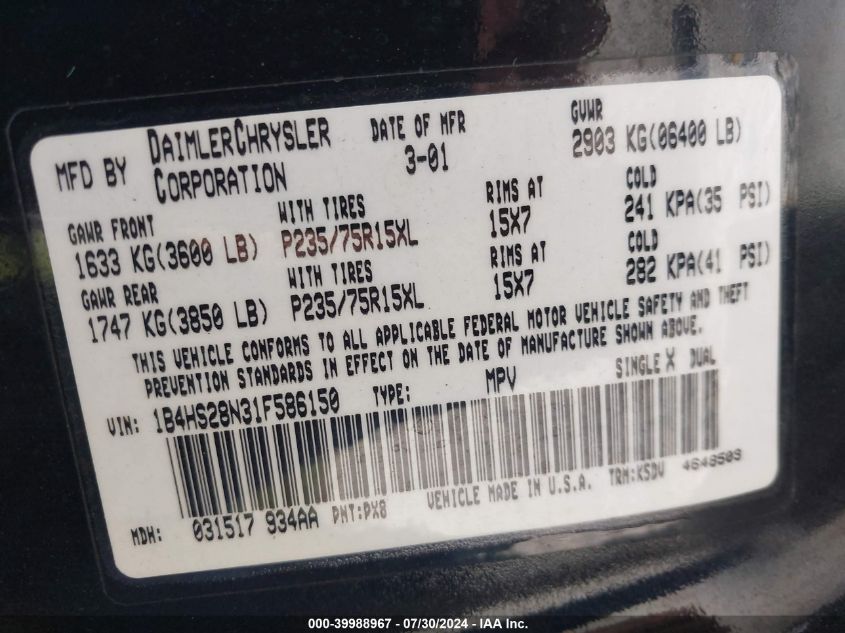 MFD BY DAIMLERCHRYSLER CORPORATION
DATE OF MFR 3-01
GVWR 2903 KG(06400 LB)
GAWR FRONT WITH TIRES RIMS AT COLD
1633 KG(3600 LB) P235/75R15XL 15X7 241 KPA(35 PSI)
GAWR REAR WITH TIRES RIMS AT COLD
1747 KG(3850 LB) P235/75R15XL 15X7 282 KPA(41 PSI)
THIS VEHICLE CONFORMS TO ALL APPLICABLE FEDERAL MOTOR VEHICLE SAFETY AND THEFT
PREVENTION STANDARDS IN EFFECT ON THE DATE OF MANUFACTURE SHOWN ABOVE.
VIN: 1B4HS28N31F586150 TYPE: MPV SINGLE X DUAL
MDH: 031517 934AA PNT:PX8 VEHICLE MADE IN U.S.A. TRM:K5DV 4648509
000-39988967 / 07/30/2024 - IAA Inc.